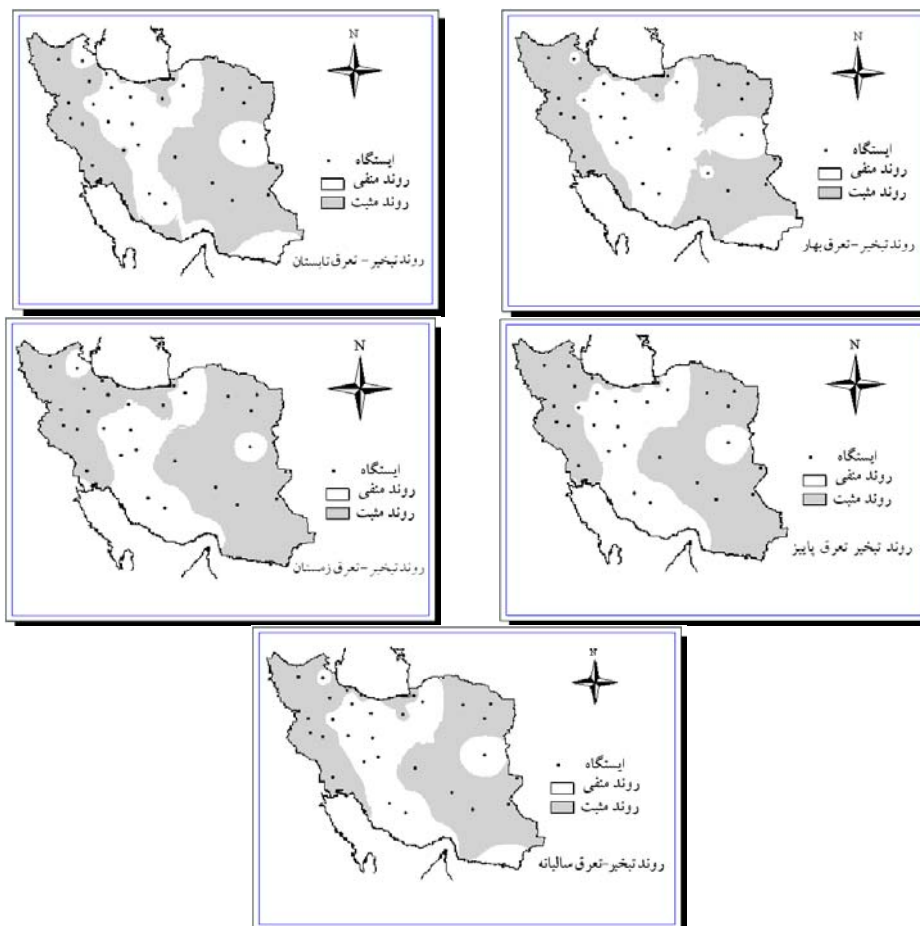 N
ایستگاه
روند منفی
روند مثبت
روند تبخیر - تعرق بهار
N
ایستگاه
روند منفی
روند مثبت
روند تبخیر - تعرق تابستان
N
ایستگاه
روند منفی
روند مثبت
روند تبخیر تعرق پاییز
N
ایستگاه
روند منفی
روند مثبت
روند تبخیر - تعرق زمستان
N
ایستگاه
روند منفی
روند مثبت
روند تبخیر - تعرق سالیانه